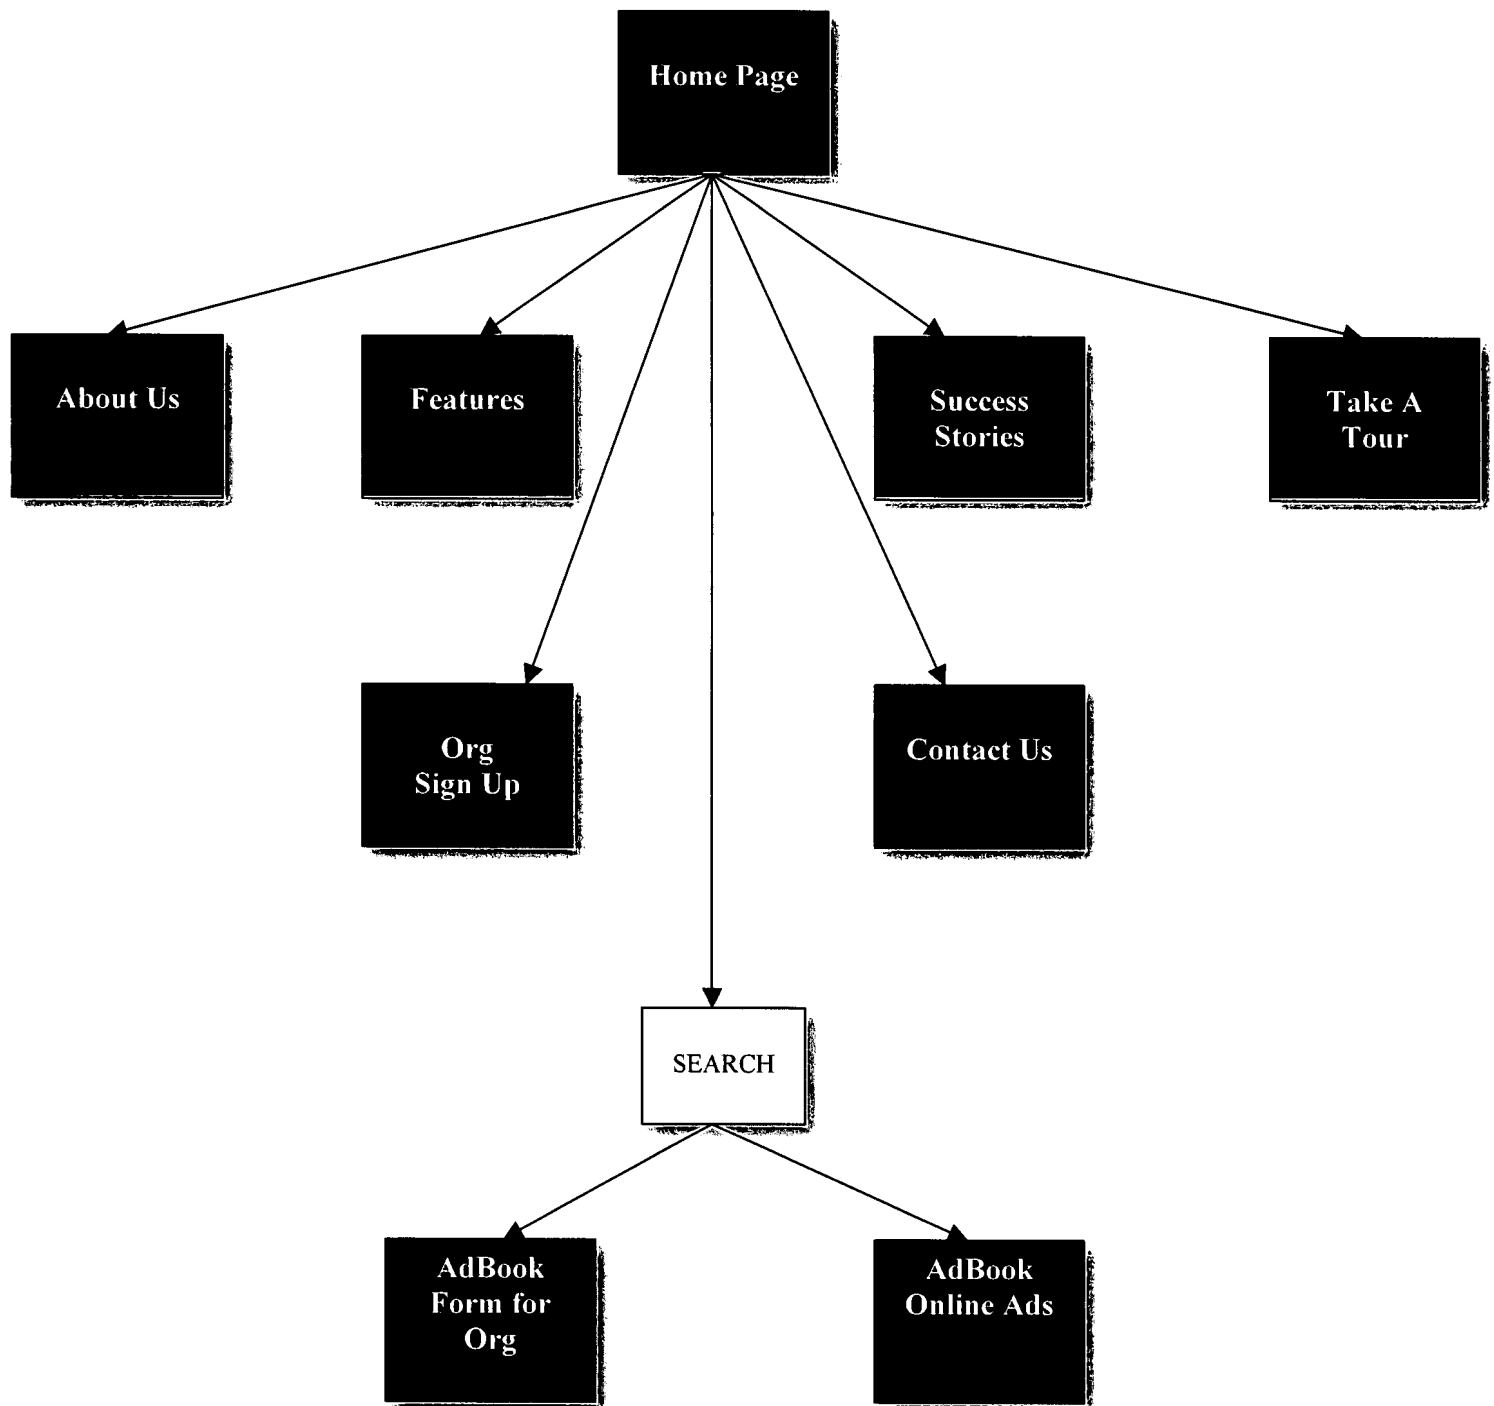 Home Page
About Us
Features
Success
Stories
Take A
Tour
Org
Sign Up
Contact Us
SEARCH
AdBook
Form for
Org
AdBook
Online Ads